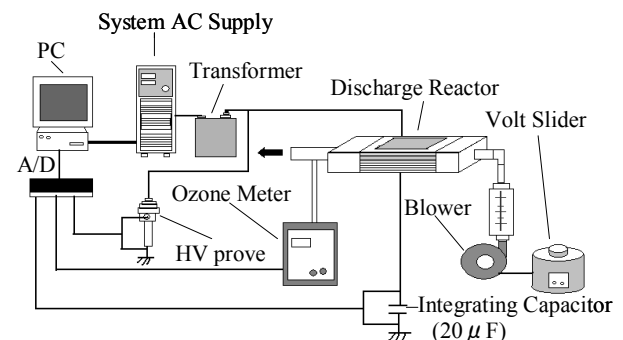 System AC Supply
PC
Transformer
Discharge Reactor
Volt Slider
A/D
Ozone Meter
Blower
HV prove
Integrating Capacitor
(20 μ F)